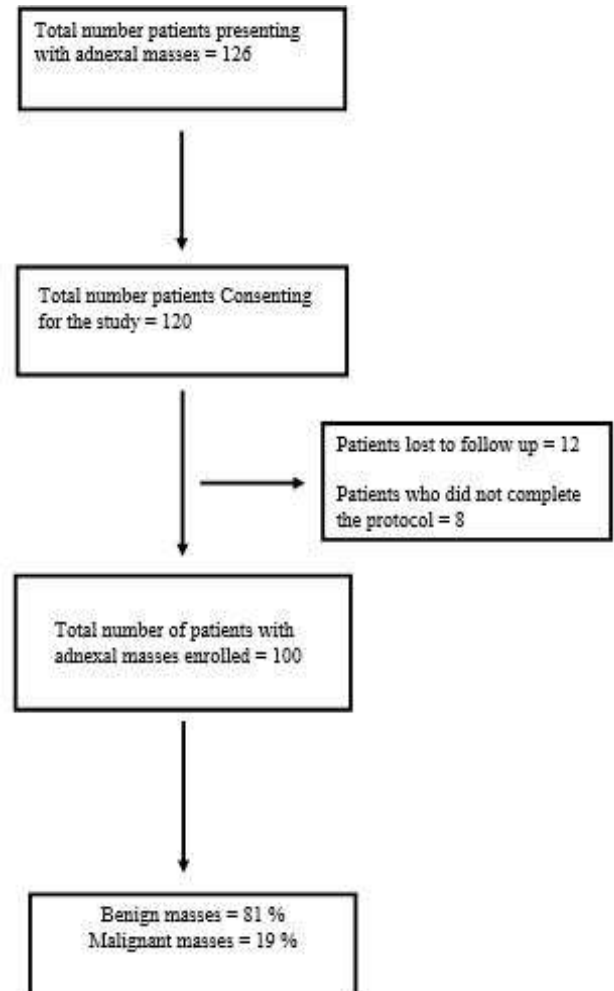 Total number patients presenting
with adnexal masses = 126
Total number patients Consenting
for the study = 120
Patients lost to follow up = 12
Patients who did not complete
the protocol = 8
Total number of patients with
adnexal masses enrolled = 100
Benign masses = 81 %
Malignant masses = 19 %